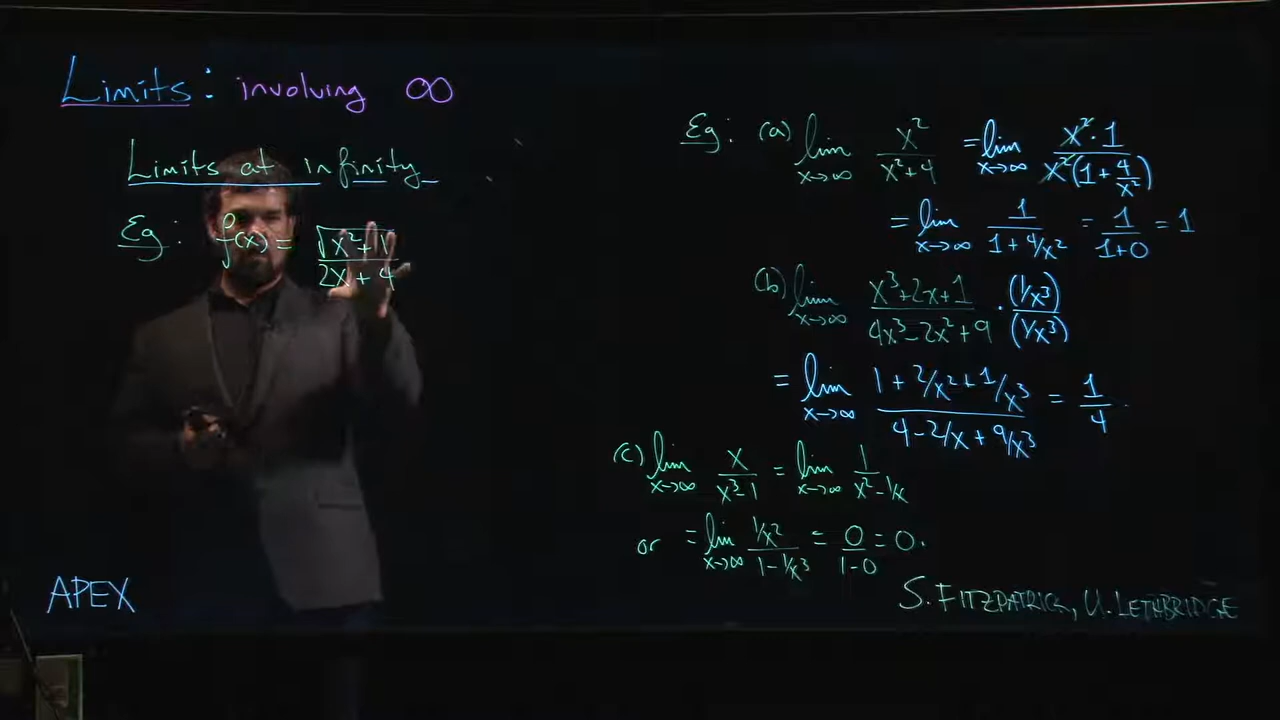 Limits: involving ∞
Limits at infinity
Eg: f(x) = √(x²+1) / (2x+4)
Eg: (a) lim x→∞ x²/(x²+4) = lim x→∞ (x²·1)/(x²(1+4/x²))
= lim x→∞ 1/(1+4/x²) = 1/(1+0) = 1
(b) lim x→∞ (x³+2x+1)/(4x³-2x²+9) · (1/x³)/(1/x³)
= lim x→∞ (1+2/x²+1/x³)/(4-2/x+9/x³) = 1/4.
(c) lim x→∞ x/(x³-1) = lim x→∞ 1/(x²-1/x)
or = lim x→∞ (1/x²)/(1-1/x³) = 0/(1-0) = 0.
APEX
S. FITZPATRICK, U. LETHBRIDGE